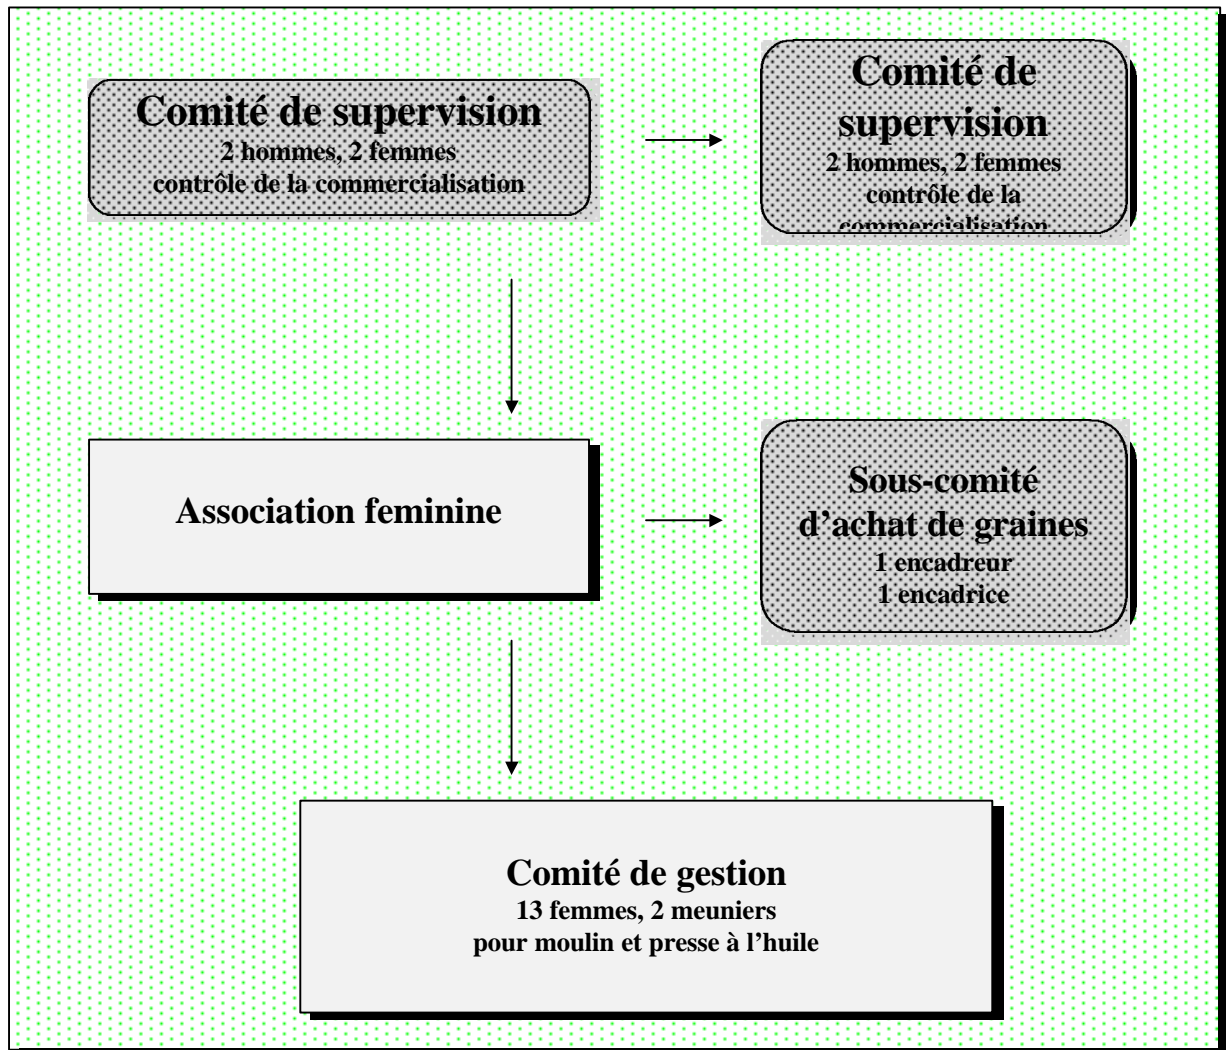 Comité de supervision
2 hommes, 2 femmes
contrôle de la commercialisation
Comité de
supervision
2 hommes, 2 femmes
contrôle de la
commercialisation
Association feminine
Sous-comité
d’achat de graines
1 encadreur
1 encadrice
Comité de gestion
13 femmes, 2 meuniers
pour moulin et presse à l’huile